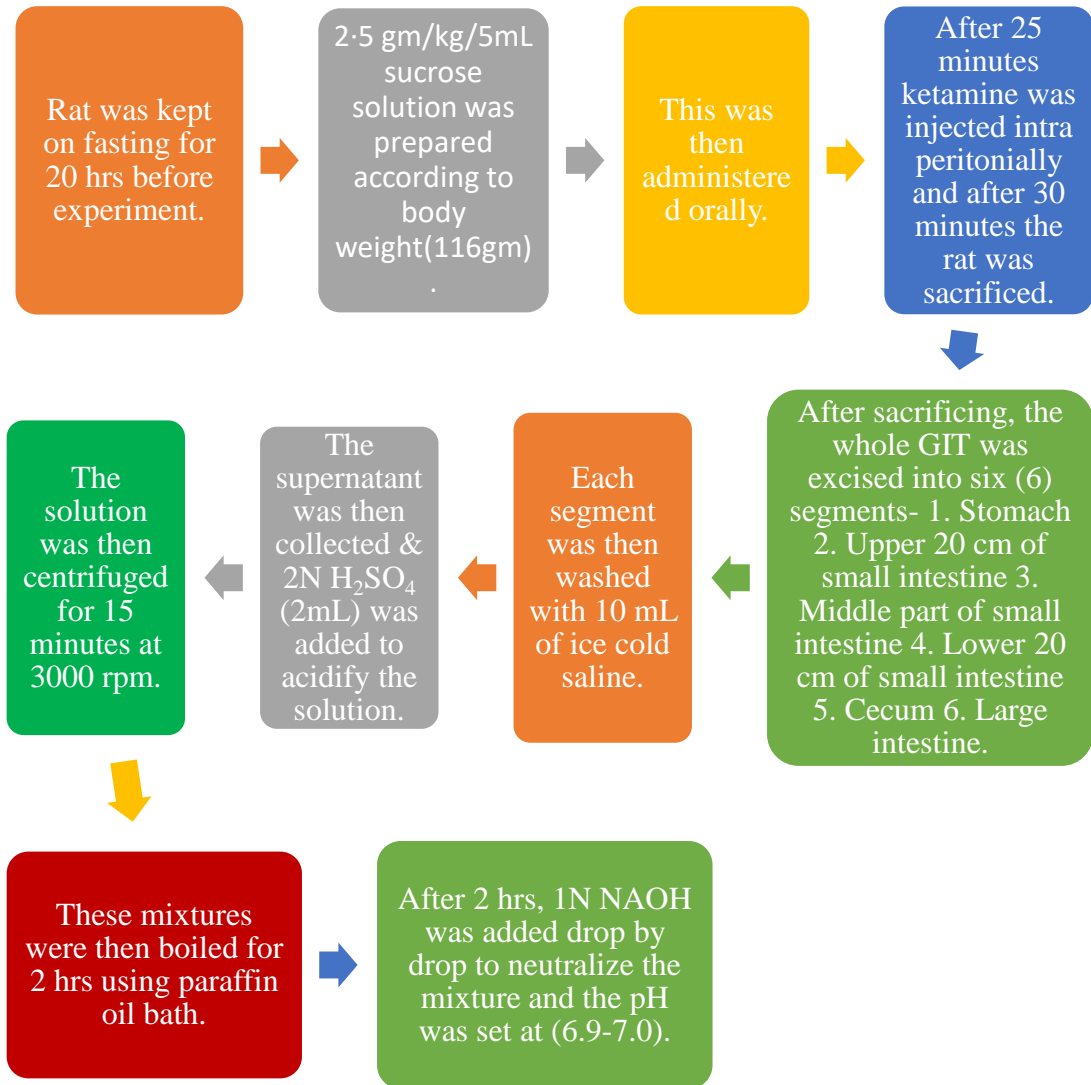 Rat was kept
on fasting for
20 hrs before
experiment.
2·5 gm/kg/5mL
sucrose
solution was
prepared
according to
body
weight(116gm)
.
This was
then
administere
d orally.
After 25
minutes
ketamine was
injected intra
peritonially
and after 30
minutes the
rat was
sacrificed.
After sacrificing, the
whole GIT was
excised into six (6)
segments- 1. Stomach
2. Upper 20 cm of
small intestine 3.
Middle part of small
intestine 4. Lower 20
cm of small intestine
5. Cecum 6. Large
intestine.
Each
segment
was then
washed
with 10 mL
of ice cold
saline.
The
supernatant
was then
collected &
2N H₂SO₄
(2mL) was
added to
acidify the
solution.
The
solution
was then
centrifuged
for 15
minutes at
3000 rpm.
These mixtures
were then boiled for
2 hrs using paraffin
oil bath.
After 2 hrs, 1N NAOH
was added drop by
drop to neutralize the
mixture and the pH
was set at (6.9-7.0).